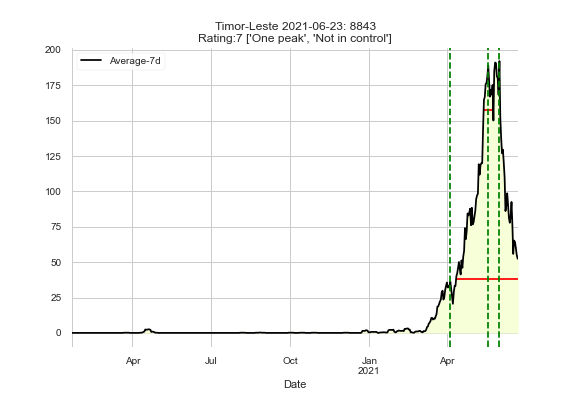 Timor-Leste 2021-06-23: 8843
Rating:7 ['One peak', 'Not in control']
Average-7d
200
175
150
125
100
75
50
25
0
Apr
Jul
Oct
Jan
2021
Apr
Date